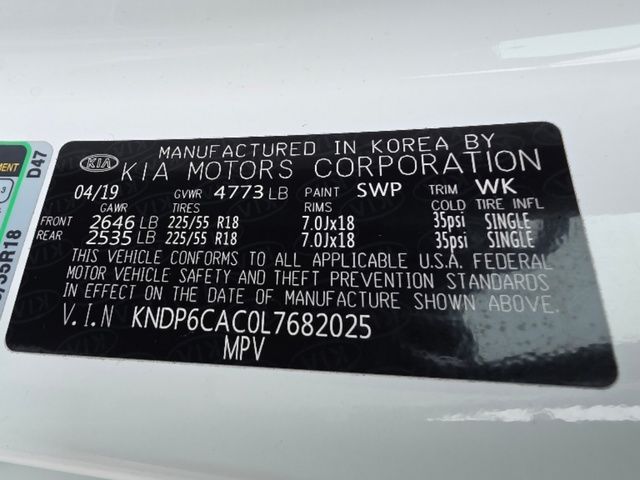 MANUFACTURED IN KOREA BY
KIA KIA MOTORS CORPORATION
04/19 GVWR 4773 LB PAINT SWP TRIM WK
GAWR TIRES RIMS COLD TIRE INFL
FRONT 2646 LB 225/55 R18 7.0Jx18 35psi SINGLE
REAR 2535 LB 225/55 R18 7.0Jx18 35psi SINGLE
THIS VEHICLE CONFORMS TO ALL APPLICABLE U.S.A. FEDERAL
MOTOR VEHICLE SAFETY AND THEFT PREVENTION STANDARDS
IN EFFECT ON THE DATE OF MANUFACTURE SHOWN ABOVE.
V.I.N KNDP6CAC0L7682025
MPV
D47